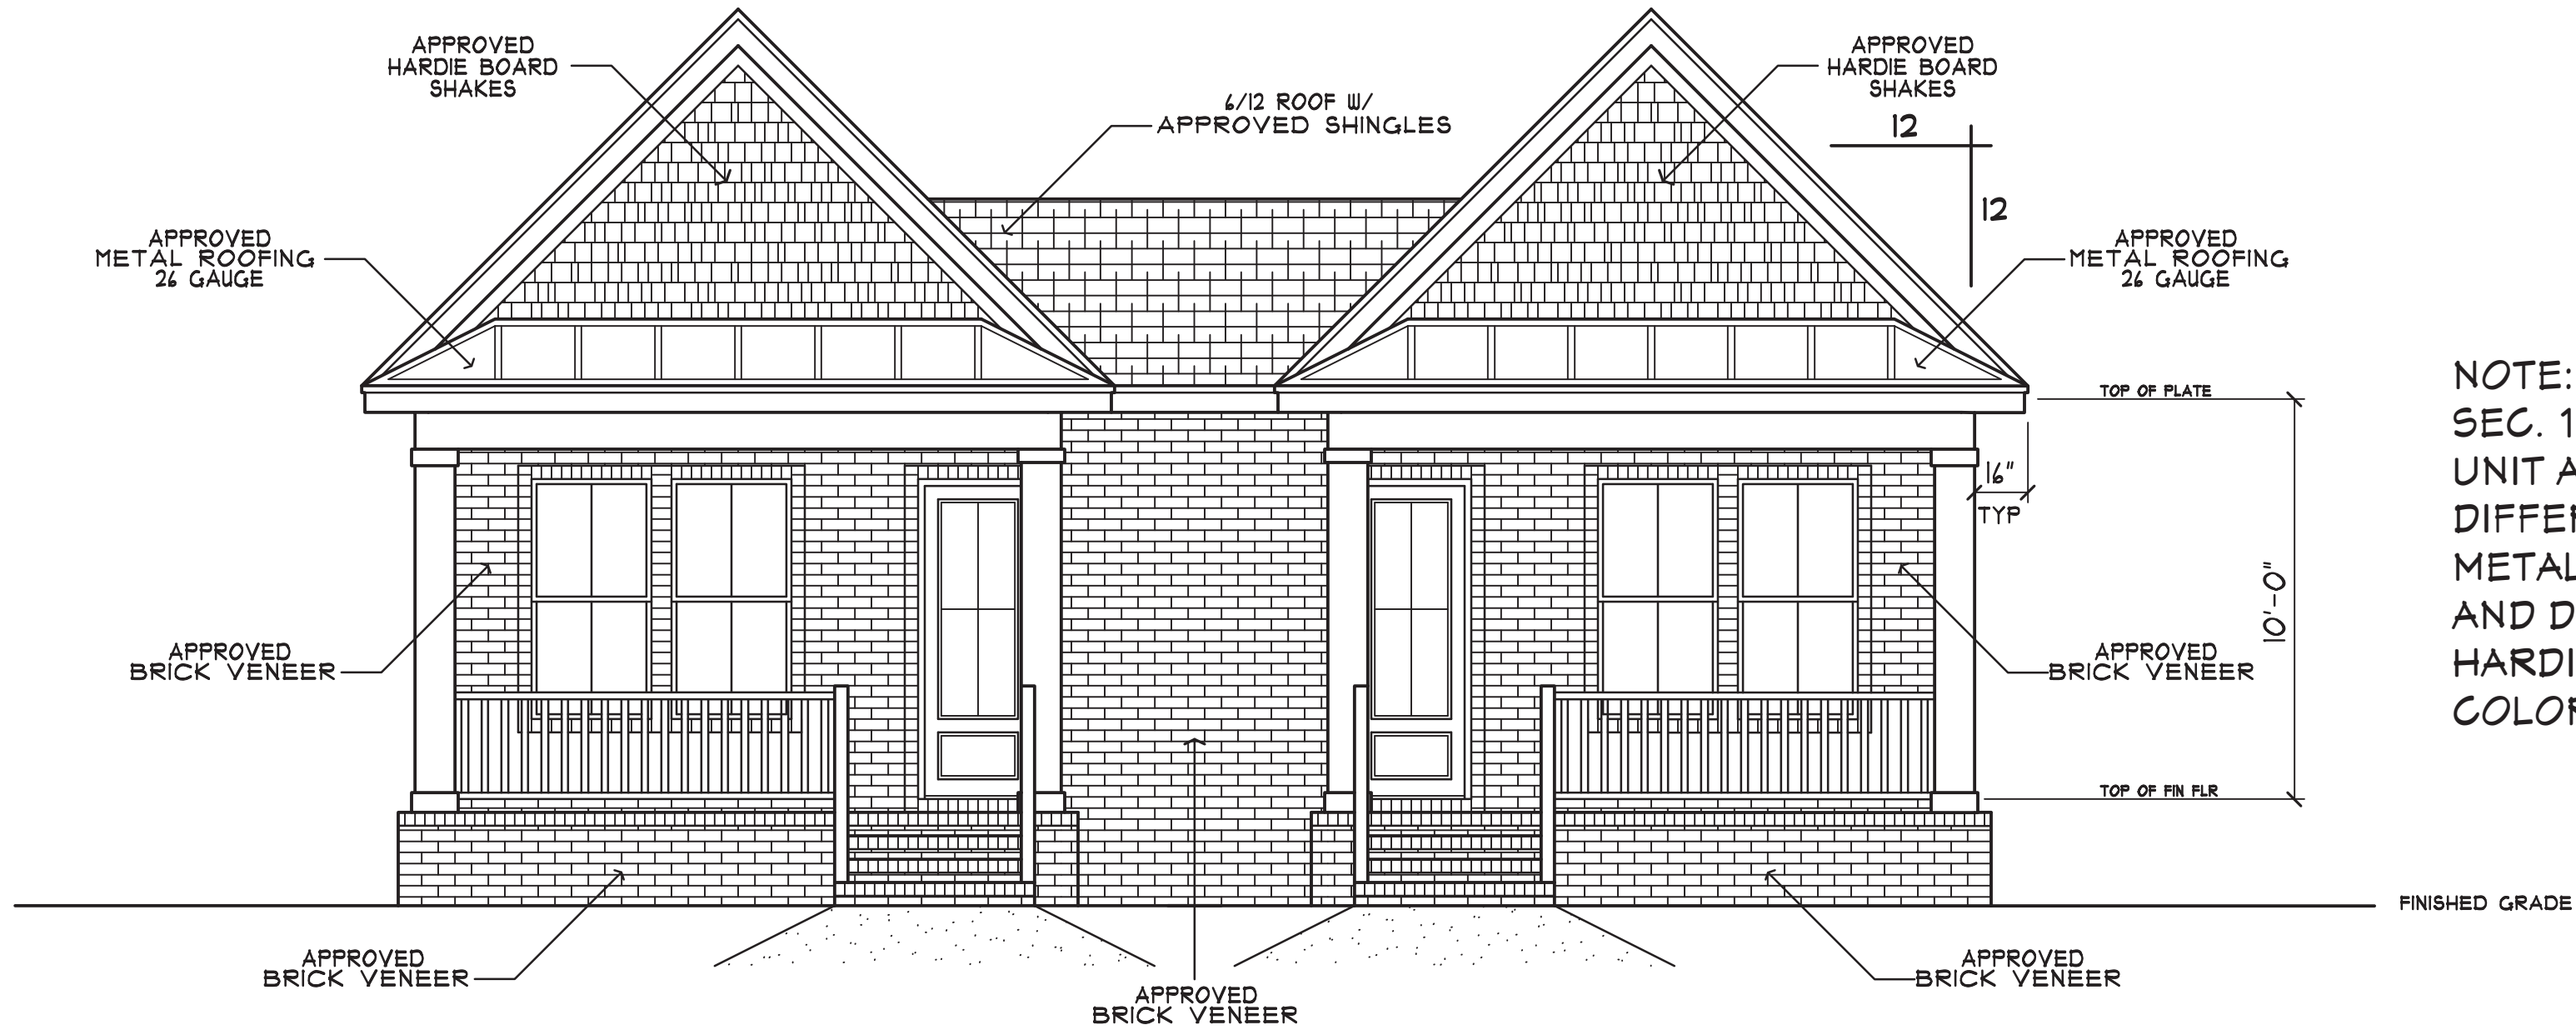 APPROVED
HARDIE BOARD
SHAKES
6/12 ROOF W/
APPROVED SHINGLES
APPROVED
HARDIE BOARD
SHAKES
12
12
APPROVED
METAL ROOFING
26 GAUGE
APPROVED
METAL ROOFING
26 GAUGE
TOP OF PLATE
16"
TYP
10'-0"
APPROVED
BRICK VENEER
APPROVED
BRICK VENEER
TOP OF FIN FLR
FINISHED GRADE
APPROVED
BRICK VENEER
APPROVED
BRICK VENEER
APPROVED
BRICK VENEER
NOTE:
SEC. 1
UNIT A
DIFFE
METAL
AND D
HARDI
COLOR